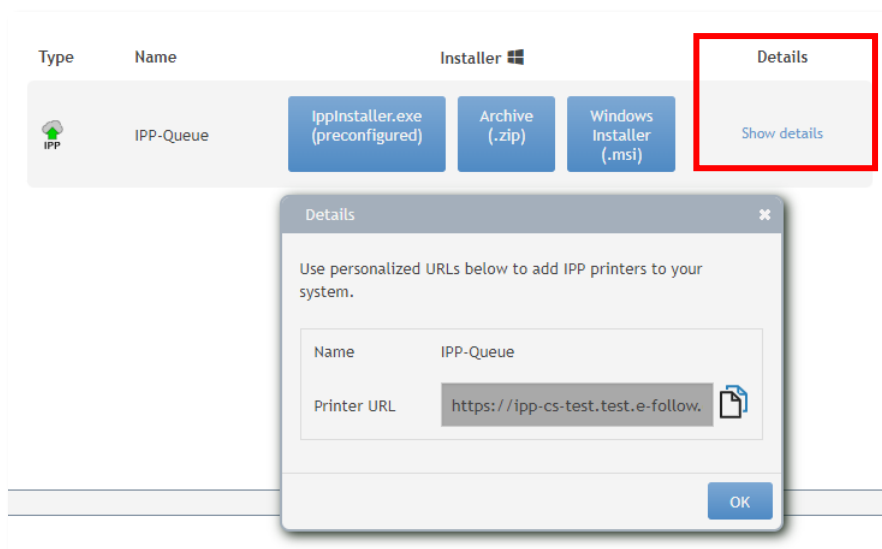 Type Name Installer Details
IPP IPP-Queue
IppInstaller.exe
(preconfigured)
Archive
(.zip)
Windows
Installer
(.msi)
Show details
Details
Use personalized URLs below to add IPP printers to your
system.
Name IPP-Queue
Printer URL https://ipp-cs-test.test.e-follow.
OK